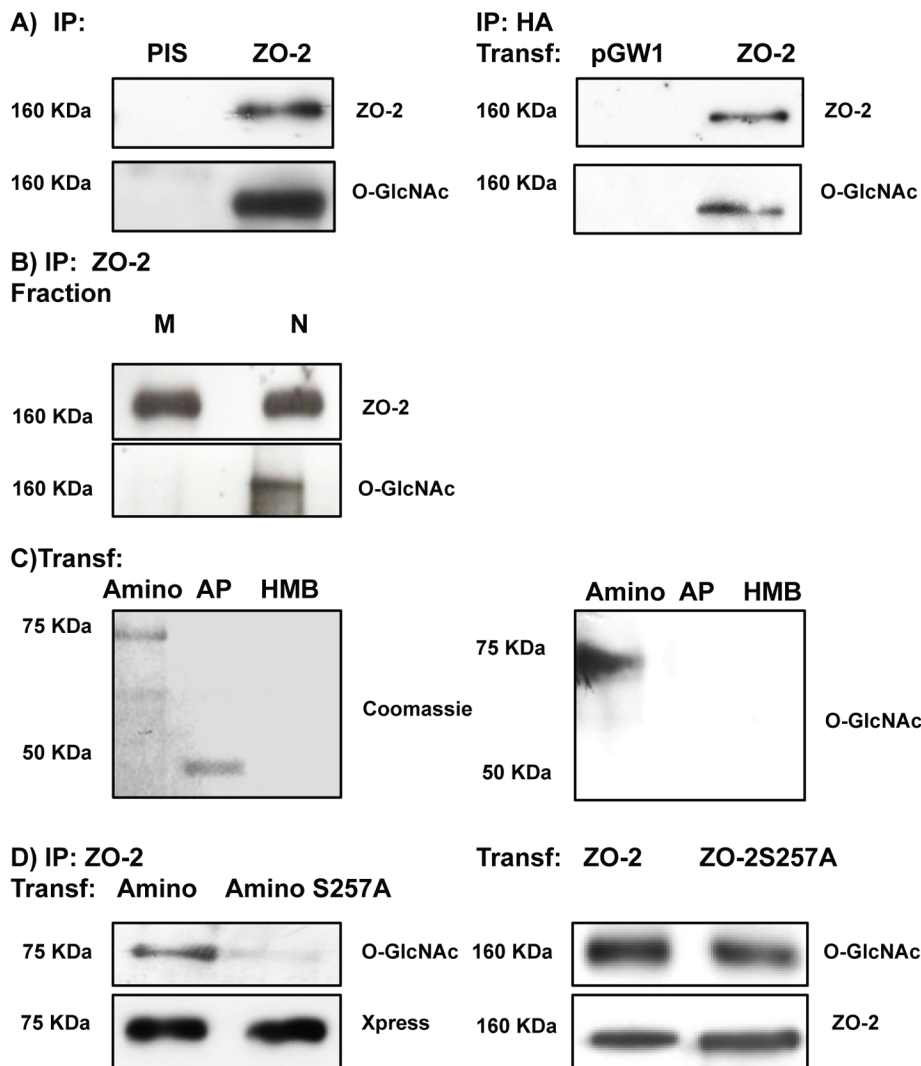 A) IP:
PIS ZO-2
160 KDa
ZO-2
160 KDa
O-GlcNAc
IP: HA
Transf: pGW1 ZO-2
160 KDa
ZO-2
160 KDa
O-GlcNAc
B) IP: ZO-2
Fraction
M N
160 KDa
ZO-2
160 KDa
O-GlcNAc
C)Transf:
Amino AP HMB
75 KDa
Coomassie
50 KDa
Amino AP HMB
75 KDa
O-GlcNAc
50 KDa
D) IP: ZO-2
Transf: Amino Amino S257A
75 KDa
O-GlcNAc
75 KDa
Xpress
Transf: ZO-2 ZO-2S257A
160 KDa
O-GlcNAc
160 KDa
ZO-2